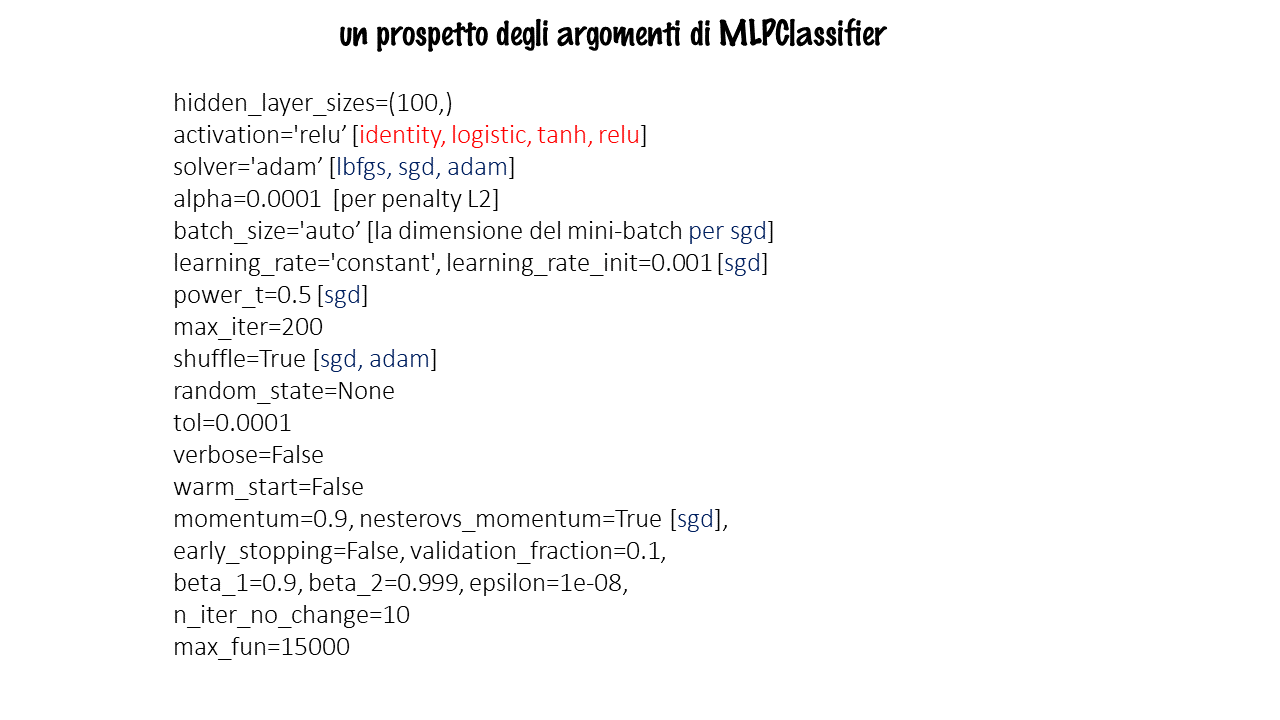 un prospetto degli argomenti di MLPClassifier
hidden_layer_sizes=(100,)
activation='relu’ [identity, logistic, tanh, relu]
solver='adam’ [lbfgs, sgd, adam]
alpha=0.0001  [per penalty L2]
batch_size='auto’ [la dimensione del mini-batch per sgd]
learning_rate='constant', learning_rate_init=0.001 [sgd]
power_t=0.5 [sgd]
max_iter=200
shuffle=True [sgd, adam]
random_state=None
tol=0.0001
verbose=False
warm_start=False
momentum=0.9, nesterovs_momentum=True [sgd],
early_stopping=False, validation_fraction=0.1,
beta_1=0.9, beta_2=0.999, epsilon=1e-08,
n_iter_no_change=10
max_fun=15000